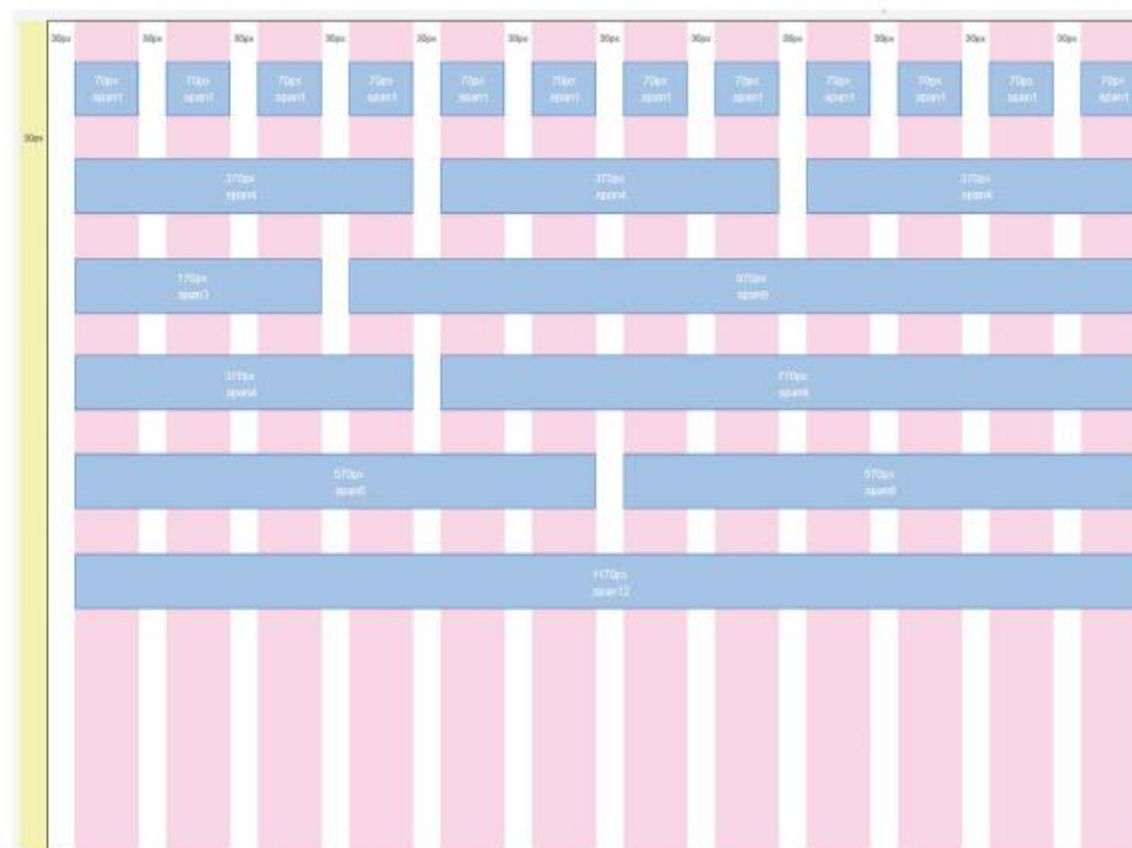 30px 30px 30px 30px 30px 30px 30px 30px 30px 30px 30px 30px
70px 70px 70px 70px 70px 70px 70px 70px 70px 70px 70px 70px
span1 span1 span1 span1 span1 span1 span1 span1 span1 span1 span1 span1
30px
370px 370px 370px
span4 span4 span4
170px 870px
span3 span9
370px 770px
span4
570px 570px
span6 span6
1170px
span12